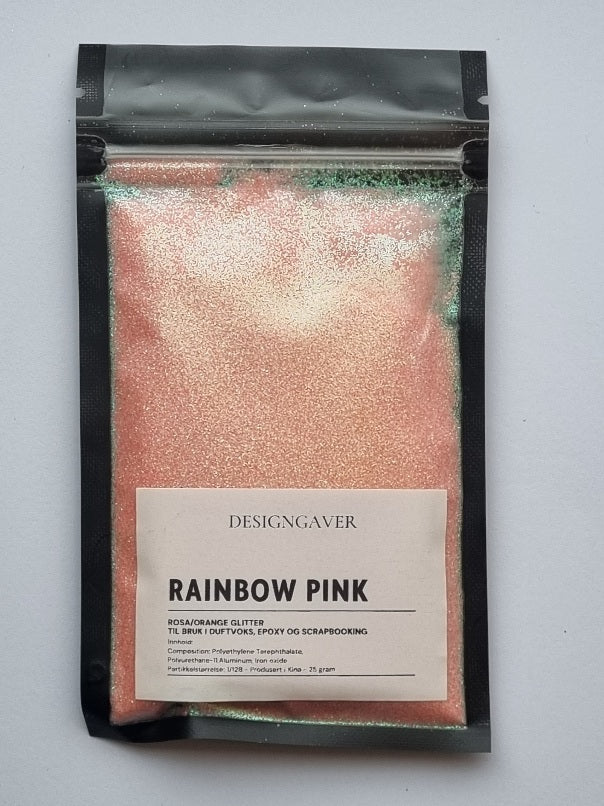 DESIGNGAVER
RAINBOW PINK
ROSA/ORANGE GLITTER
TIL BRUK I DUFTVOKS, EPOXY OG SCRAPBOOKING
Innhold:
Composition: Polyethylene Terephthalate,
Polyurethane-11 Aluminum, Iron oxide
Partikkelstørrelse: 1/128 - Produsert i Kina - 25 gram